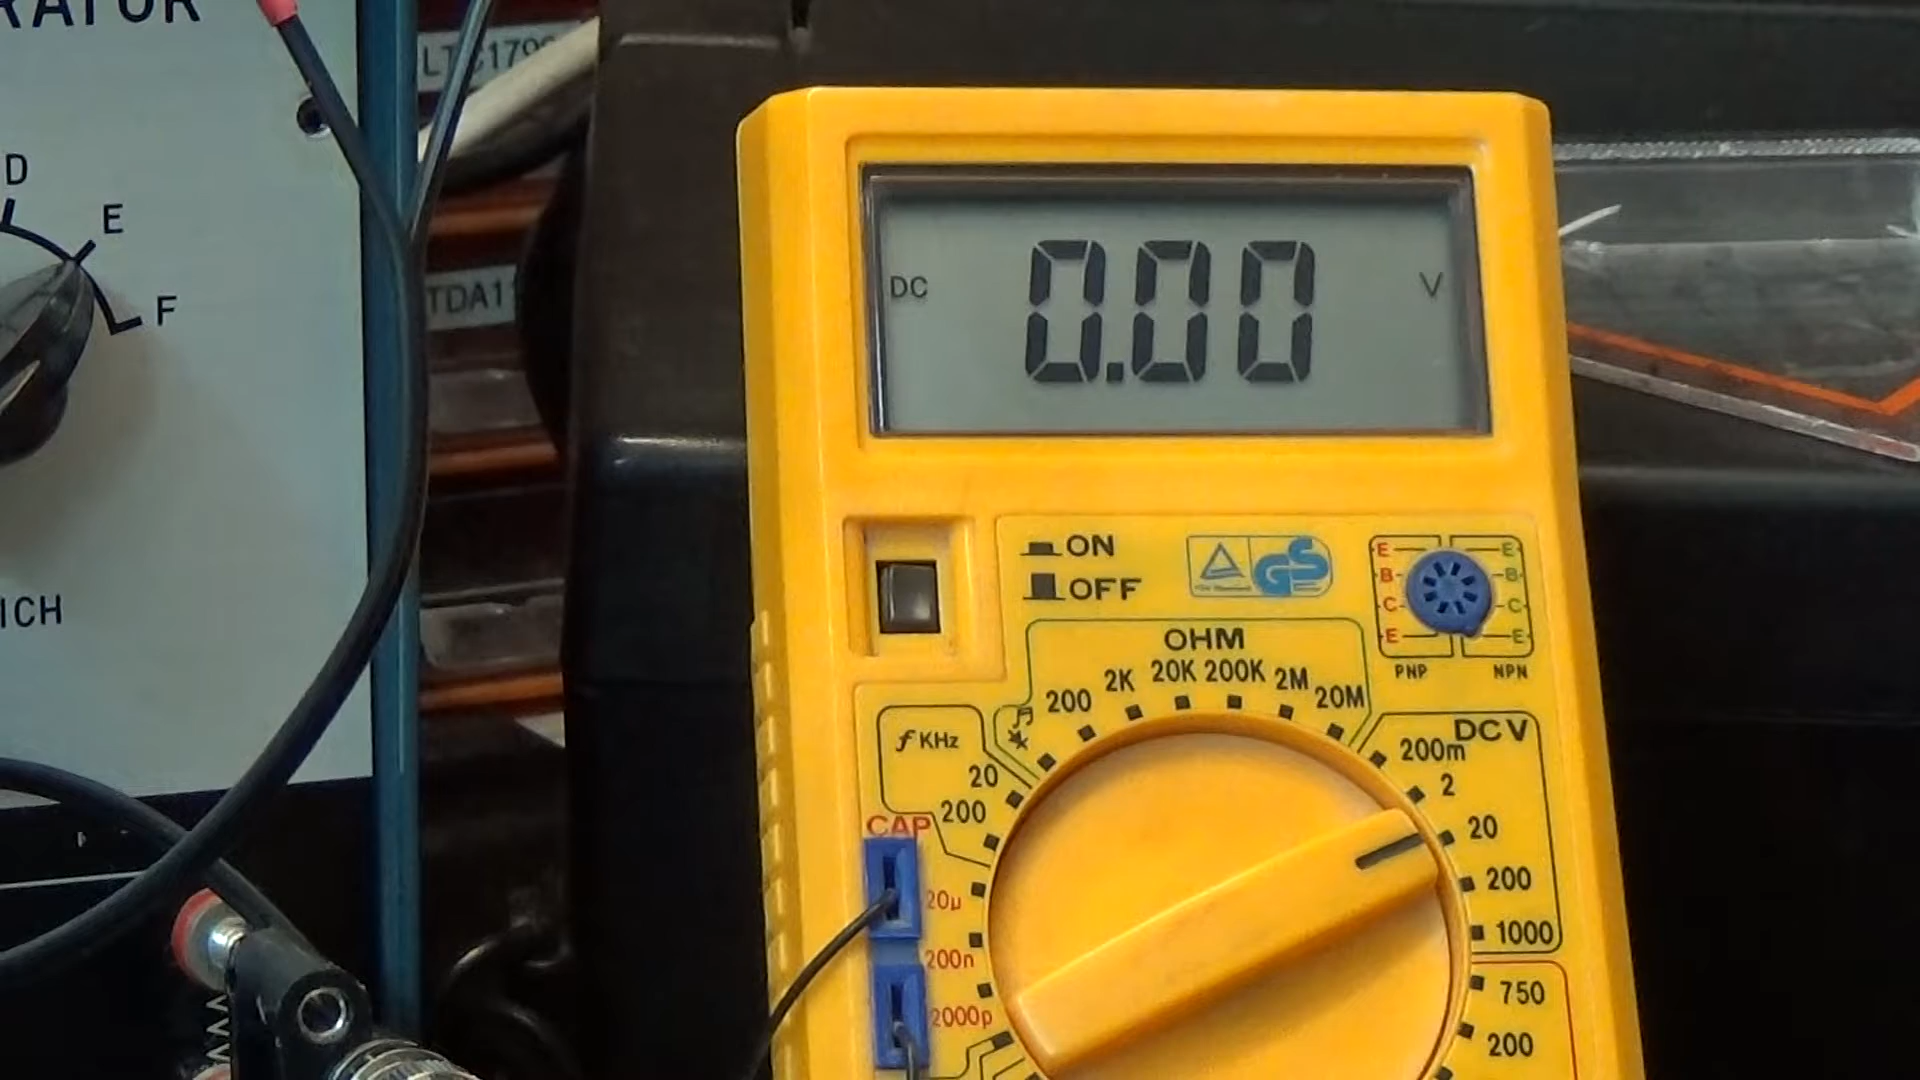 RATOR
LTC179
D
E
F
TDA11
ICH
DC 0.00 V
ON
OFF
GS
E E
B B
C C
E E
PNP NPN
OHM
200 2K 20K 200K 2M 20M
DC V
200m
2
20
200
1000
750
200
ƒ KHz
20
200
CAP
20µ
200n
2000p